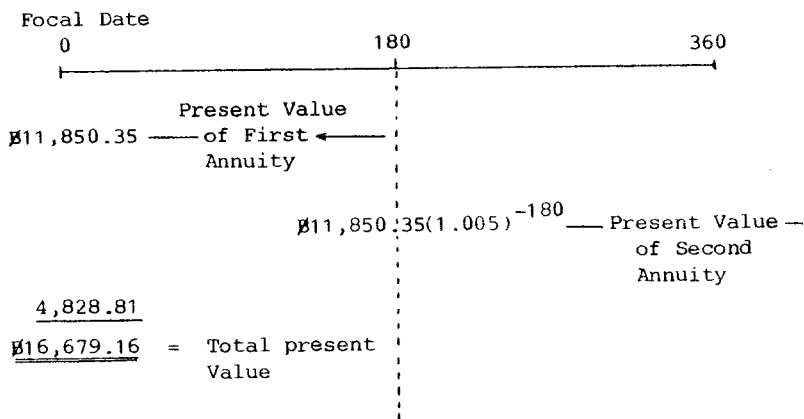 Focal Date
0 180 360
Present Value
฿11,850.35 of First
Annuity
฿11,850.35(1.005)⁻¹⁸⁰ Present Value
of Second
Annuity
4,828.81
฿16,679.16 = Total present
Value